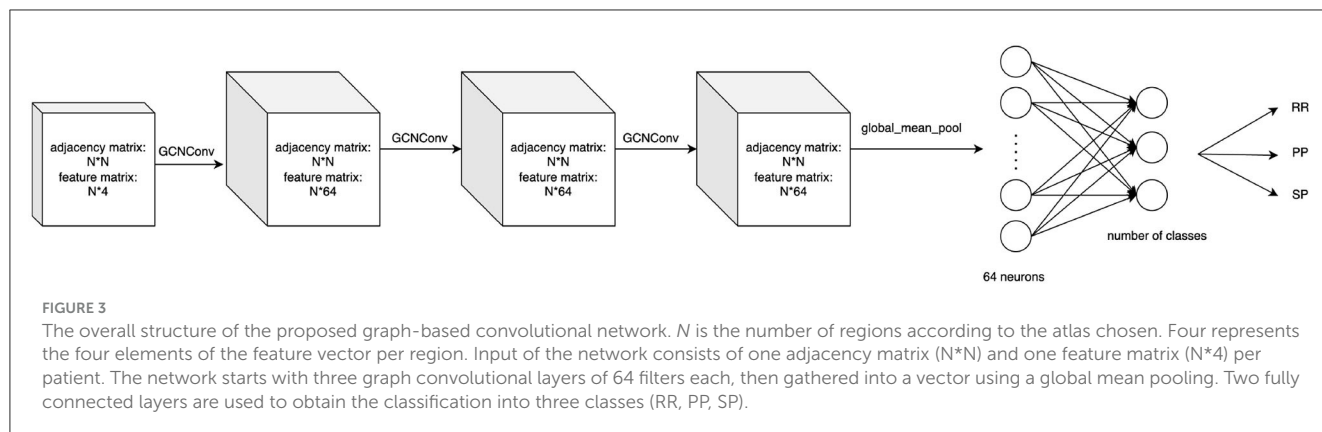 adjacency matrix:
N*N
feature matrix:
N*4
GCNConv
adjacency matrix:
N*N
feature matrix:
N*64
GCNConv
adjacency matrix:
N*N
feature matrix:
N*64
GCNConv
adjacency matrix:
N*N
feature matrix:
N*64
global_mean_pool
64 neurons
number of classes
RR
PP
SP
FIGURE 3
The overall structure of the proposed graph-based convolutional network. N is the number of regions according to the atlas chosen. Four represents
the four elements of the feature vector per region. Input of the network consists of one adjacency matrix (N*N) and one feature matrix (N*4) per
patient. The network starts with three graph convolutional layers of 64 filters each, then gathered into a vector using a global mean pooling. Two fully
connected layers are used to obtain the classification into three classes (RR, PP, SP).